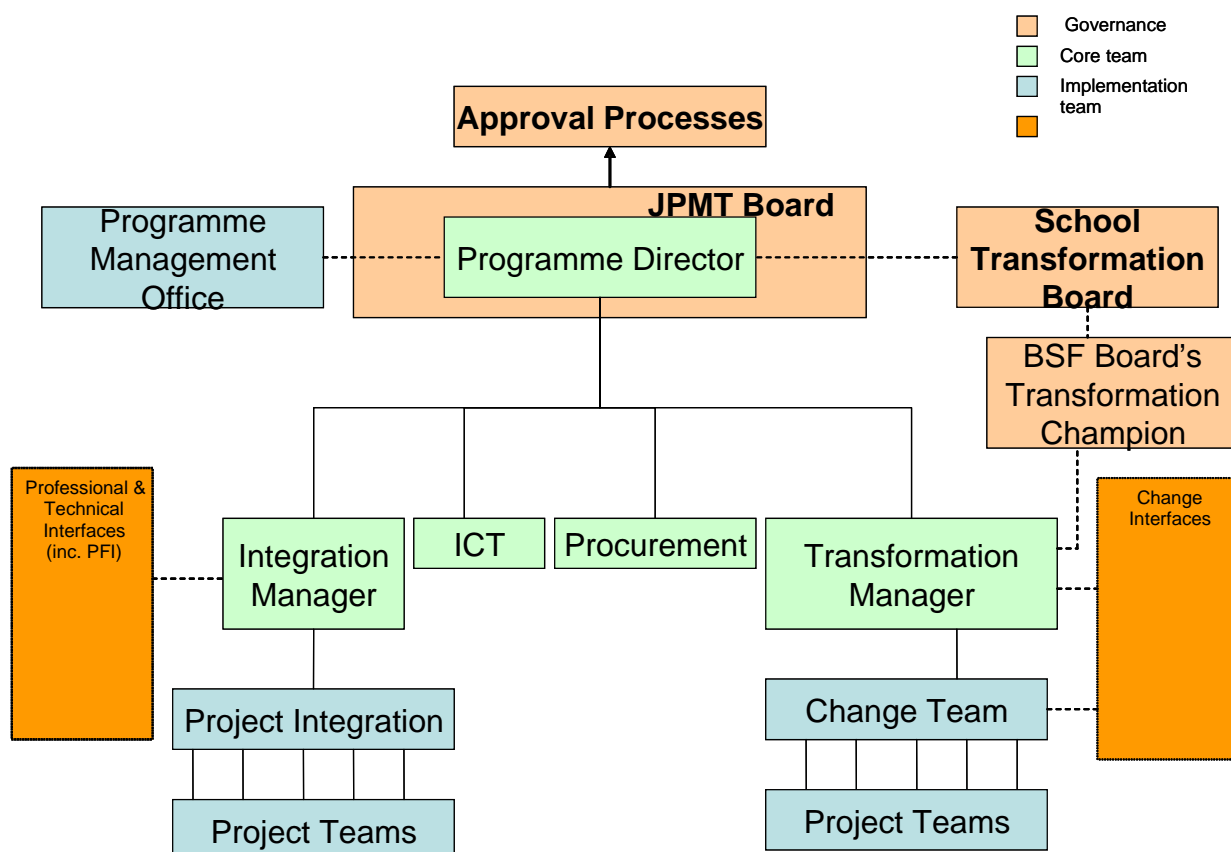 Governance
Core team
Implementation
team
Approval Processes
JPMT Board
Programme
Management
Office
Programme Director
School
Transformation
Board
BSF Board's
Transformation
Champion
Professional &
Technical
Interfaces
(inc. PFI)
Integration
Manager
ICT
Procurement
Transformation
Manager
Change
Interfaces
Project Integration
Change Team
Project Teams
Project Teams